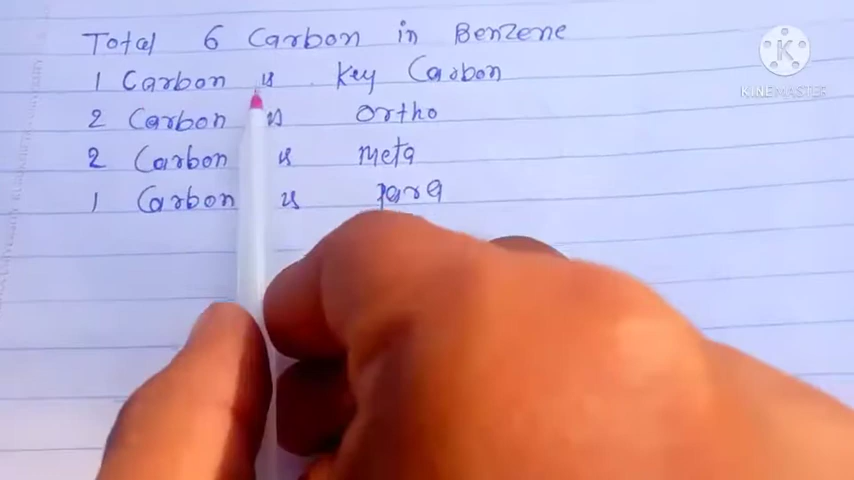 Total 6 Carbon in Benzene
1 Carbon is Key Carbon
2 Carbon is ortho
2 Carbon is meta
1 Carbon is para
K
KINEMASTER